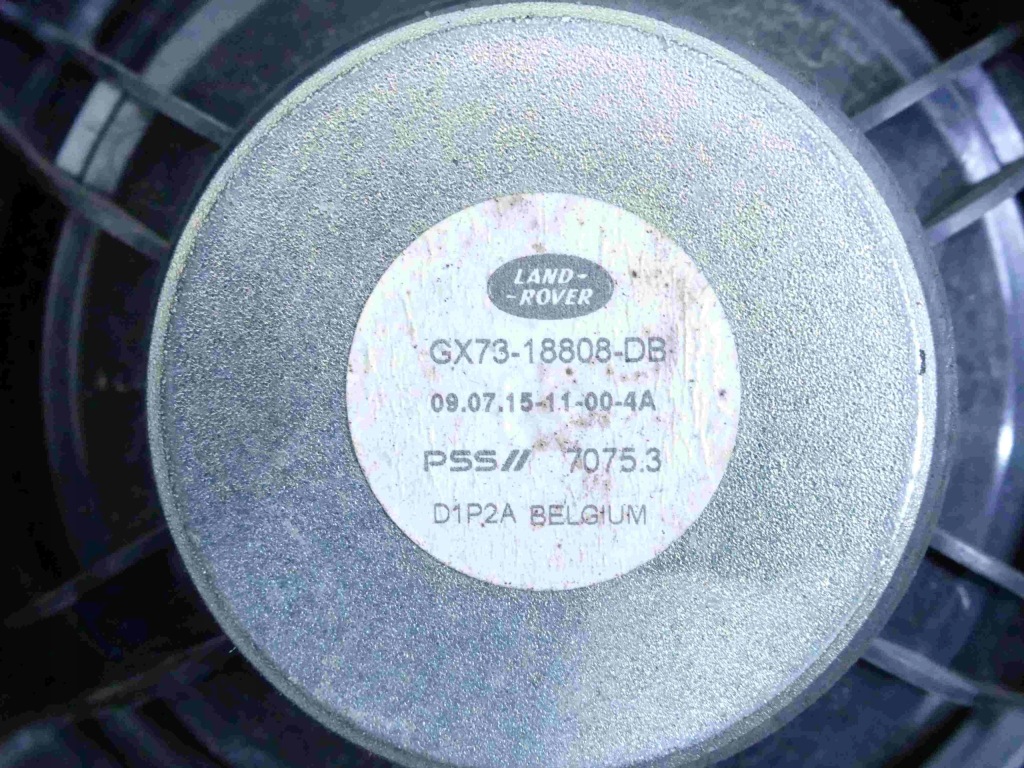 LAND-
-ROVER
GX73-18808-DB
09.07.15-11-00-4A
PSS// 7075.3
D1P2A BELGIUM